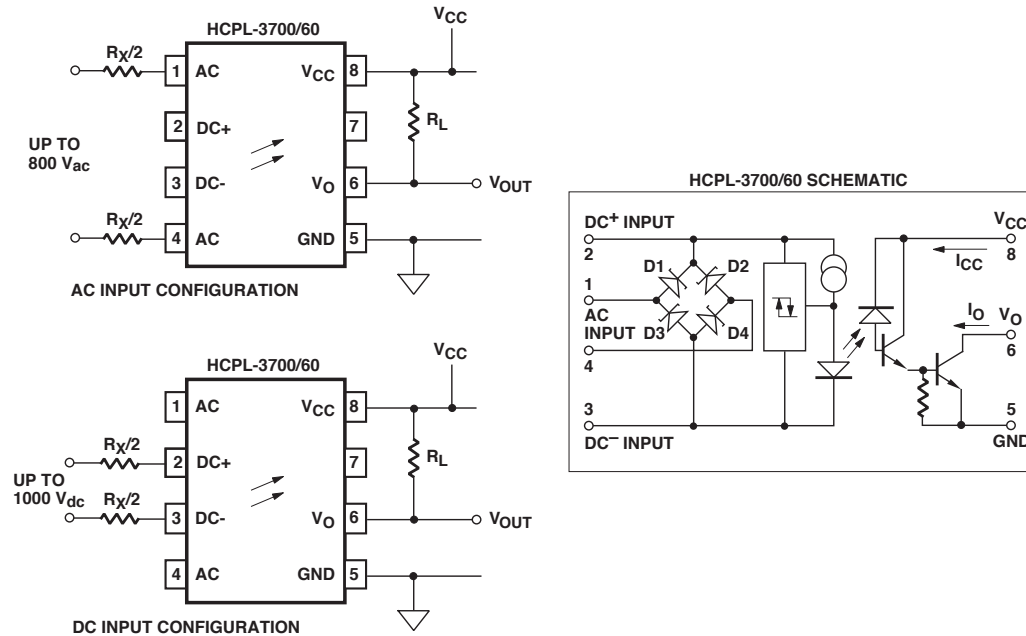 HCPL-3700/60
VCC
RX/2
1 AC
VCC 8
2 DC+
7
RL
UP TO
800 Vac
3 DC-
VO 6
VOUT
RX/2
4 AC
GND 5
AC INPUT CONFIGURATION
HCPL-3700/60
VCC
1 AC
VCC 8
RX/2
2 DC+
7
RL
UP TO
1000 Vdc
RX/2
3 DC-
VO 6
VOUT
4 AC
GND 5
DC INPUT CONFIGURATION
HCPL-3700/60 SCHEMATIC
DC+ INPUT
2
VCC
8
ICC
D1
D2
1
AC
INPUT
D3
D4
4
IO
VO
6
3
DC– INPUT
5
GND